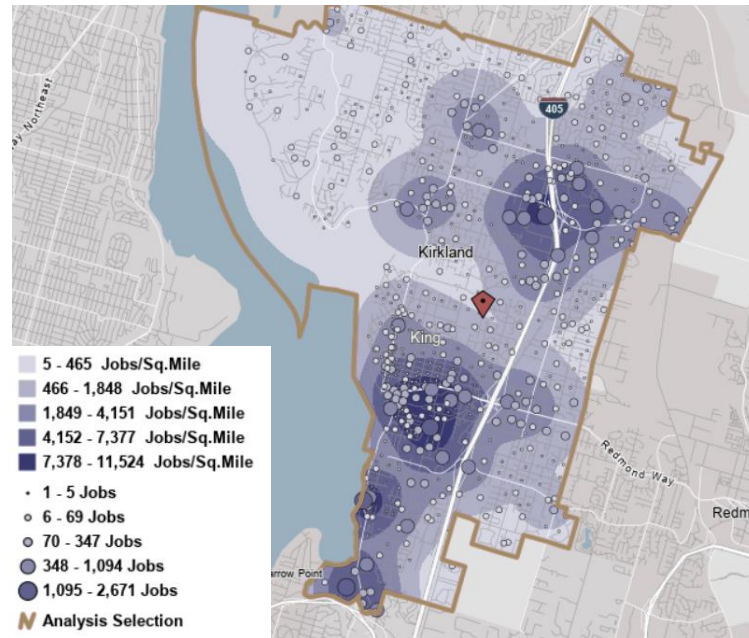 ay Northeast
405
Kirkland
King
5 - 465 Jobs/Sq.Mile
466 - 1,848 Jobs/Sq.Mile
1,849 - 4,151 Jobs/Sq.Mile
4,152 - 7,377 Jobs/Sq.Mile
7,378 - 11,524 Jobs/Sq.Mile
1 - 5 Jobs
6 - 69 Jobs
70 - 347 Jobs
348 - 1,094 Jobs
1,095 - 2,671 Jobs
Analysis Selection
Redmond Way
Redm
arrow Point